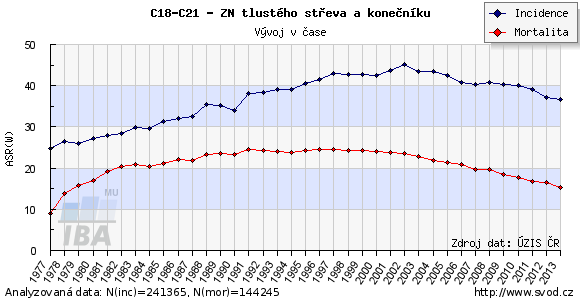 C18-C21 - ZN tlustého střeva a konečníku
Vývoj v čase
Incidence
Mortalita
ASR(W)
50
40
30
20
10
0
MU
IBA
Zdroj dat: ÚZIS ČR
1977 1978 1979 1980 1981 1982 1983 1984 1985 1986 1987 1988 1989 1990 1991 1992 1993 1994 1995 1996 1997 1998 1999 2000 2001 2002 2003 2004 2005 2006 2007 2008 2009 2010 2011 2012 2013
Analyzovaná data: N(inc)=241365, N(mor)=144245
http://www.svod.cz